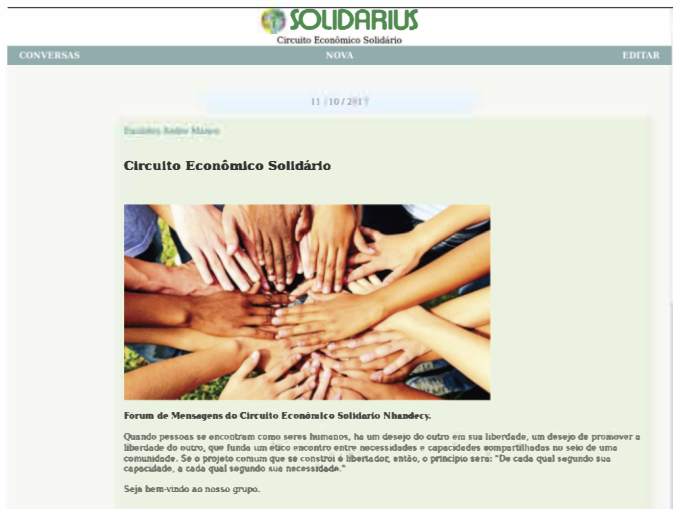 SOLIDARIUS
Circuito Econômico Solidário
CONVERSAS NOVA EDITAR
11 / 10 / 2017
Circuito Econômico Solidário
Forum de Mensagens do Circuito Económico Solidario Nhandecy.
Quando pessoas se encontram como seres humanos, há um desejo do outro em sua liberdade, um desejo de promover a
liberdade do outro, que funda um ético encontro entre necessidades e capacidades compartilhadas no seio de uma
comunidade. Se o projeto comum que se constroi é libertador, então, o princípio sera: "De cada qual segundo sua
capacidade, a cada qual segundo sua necessidade."
Seja bem-vindo ao nosso grupo.